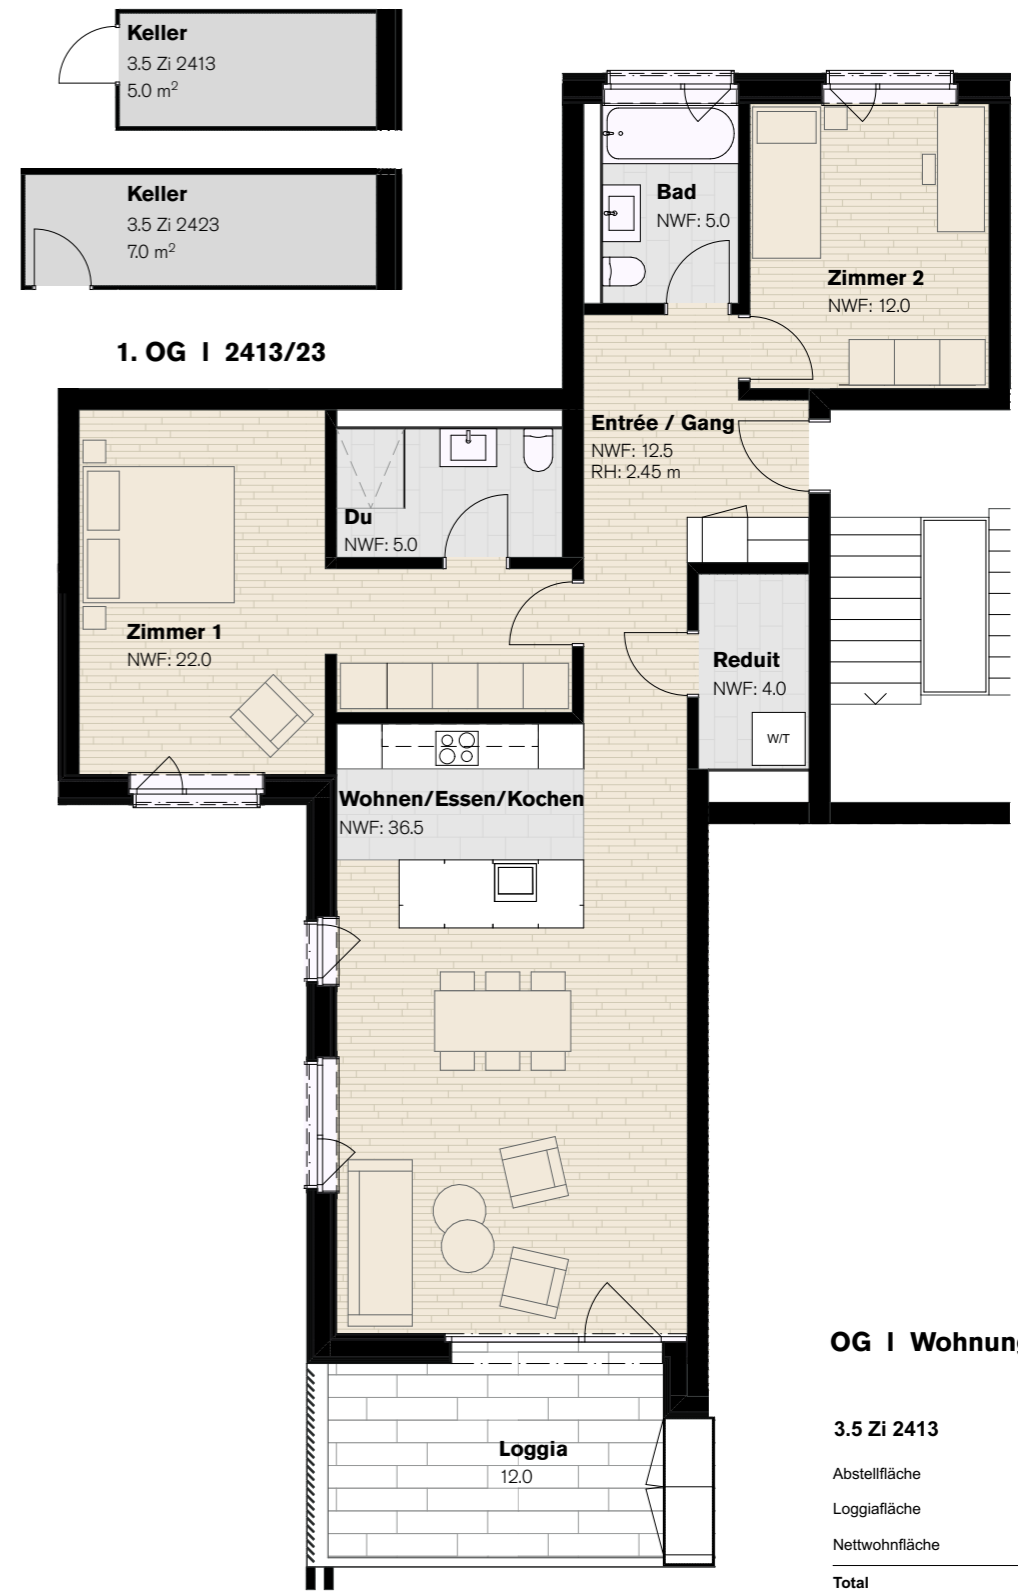 Keller
3.5 Zi 2413
5.0 m²
Keller
3.5 Zi 2423
7.0 m²
1. OG I 2413/23
Bad
NWF: 5.0
Zimmer 2
NWF: 12.0
Entrée / Gang
NWF: 12.5
RH: 2.45 m
Du
NWF: 5.0
Zimmer 1
NWF: 22.0
Reduit
NWF: 4.0
W/T
Wohnen/Essen/Kochen
NWF: 36.5
Loggia
12.0
OG I Wohnung
3.5 Zi 2413
Abstellfläche
Loggiafläche
Nettwohnfläche
Total